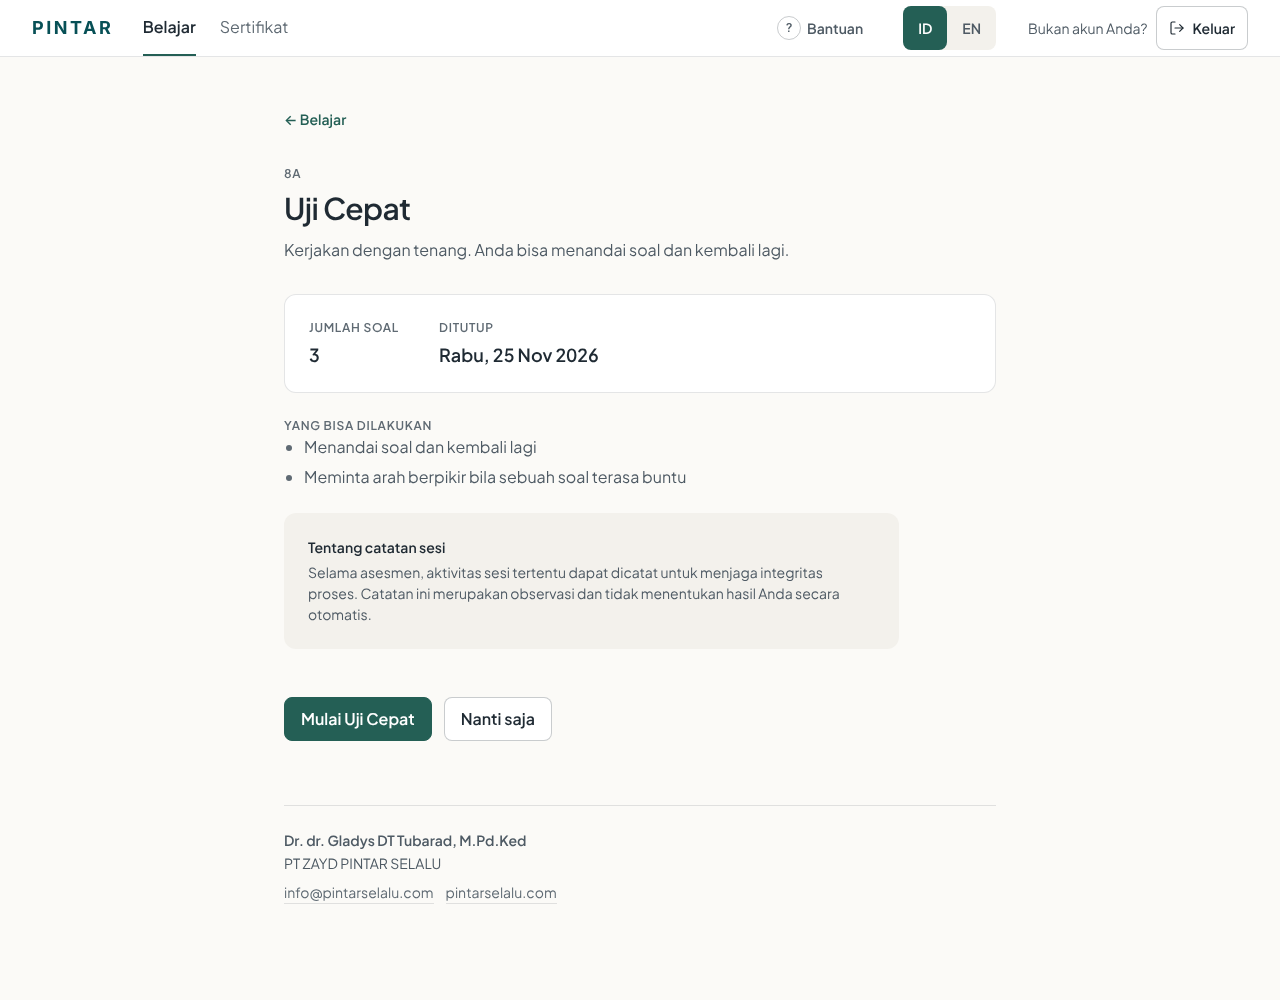 PINTAR
Belajar
Sertifikat
? Bantuan
ID
EN
Bukan akun Anda?
Keluar
← Belajar
8A
Uji Cepat
Kerjakan dengan tenang. Anda bisa menandai soal dan kembali lagi.
JUMLAH SOAL
3
DITUTUP
Rabu, 25 Nov 2026
YANG BISA DILAKUKAN
• Menandai soal dan kembali lagi
• Meminta arah berpikir bila sebuah soal terasa buntu
Tentang catatan sesi
Selama asesmen, aktivitas sesi tertentu dapat dicatat untuk menjaga integritas
proses. Catatan ini merupakan observasi dan tidak menentukan hasil Anda secara
otomatis.
Mulai Uji Cepat
Nanti saja
Dr. dr. Gladys DT Tubarad, M.Pd.Ked
PT ZAYD PINTAR SELALU
info@pintarselalu.com
pintarselalu.com